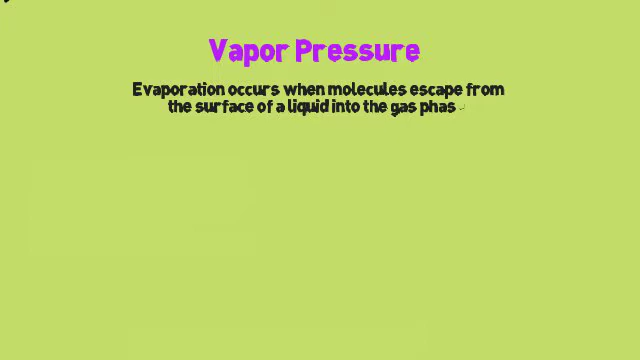 Vapor Pressure
Evaporation occurs when molecules escape from
the surface of a liquid into the gas phas